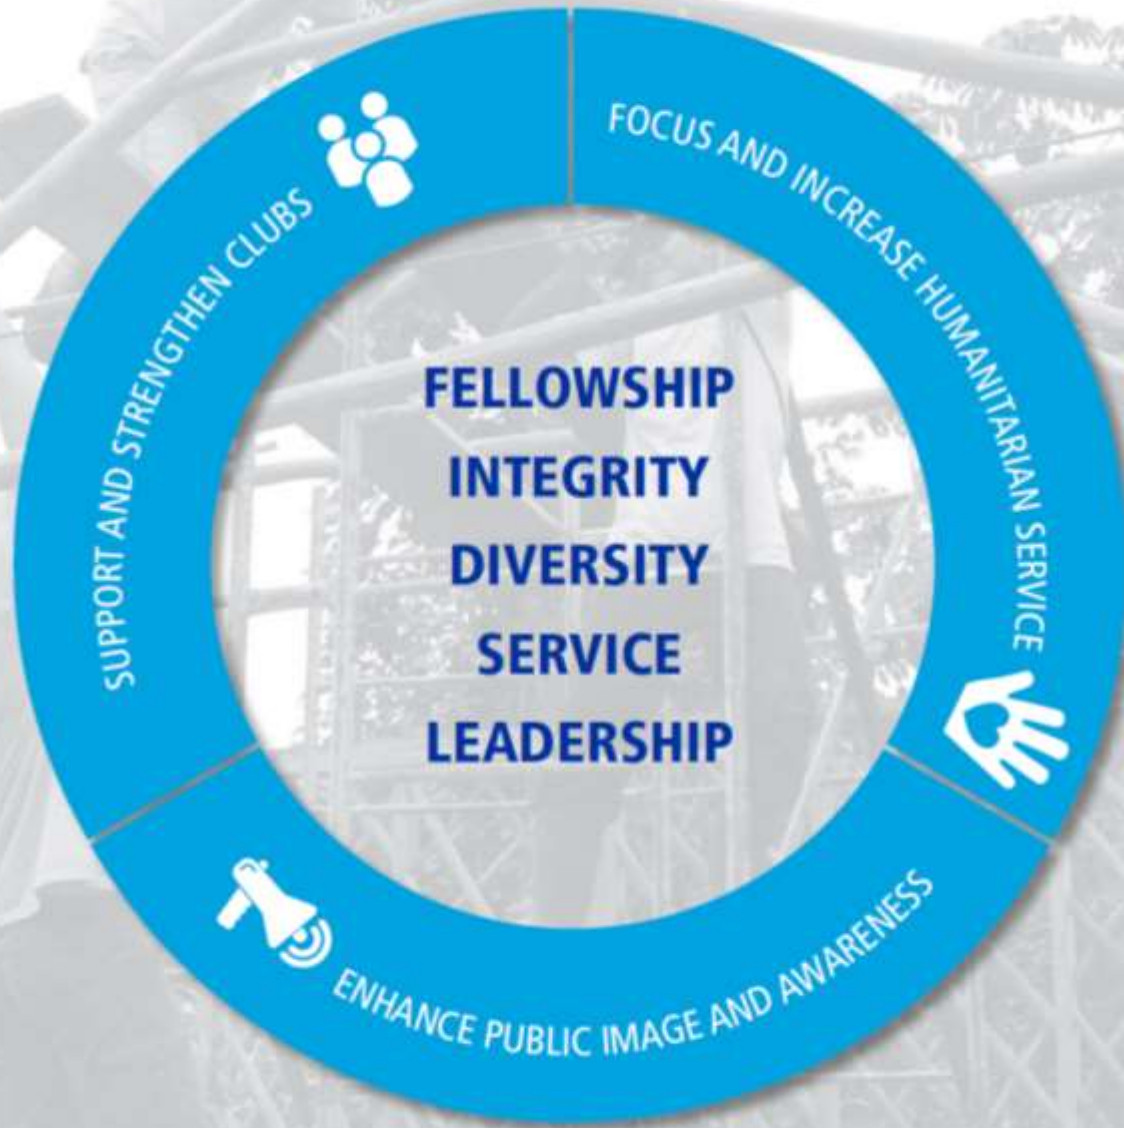 SUPPORT AND STRENGTHEN CLUBS
FOCUS AND INCREASE HUMANITARIAN SERVICE
FELLOWSHIP
INTEGRITY
DIVERSITY
SERVICE
LEADERSHIP
ENHANCE PUBLIC IMAGE AND AWARENESS